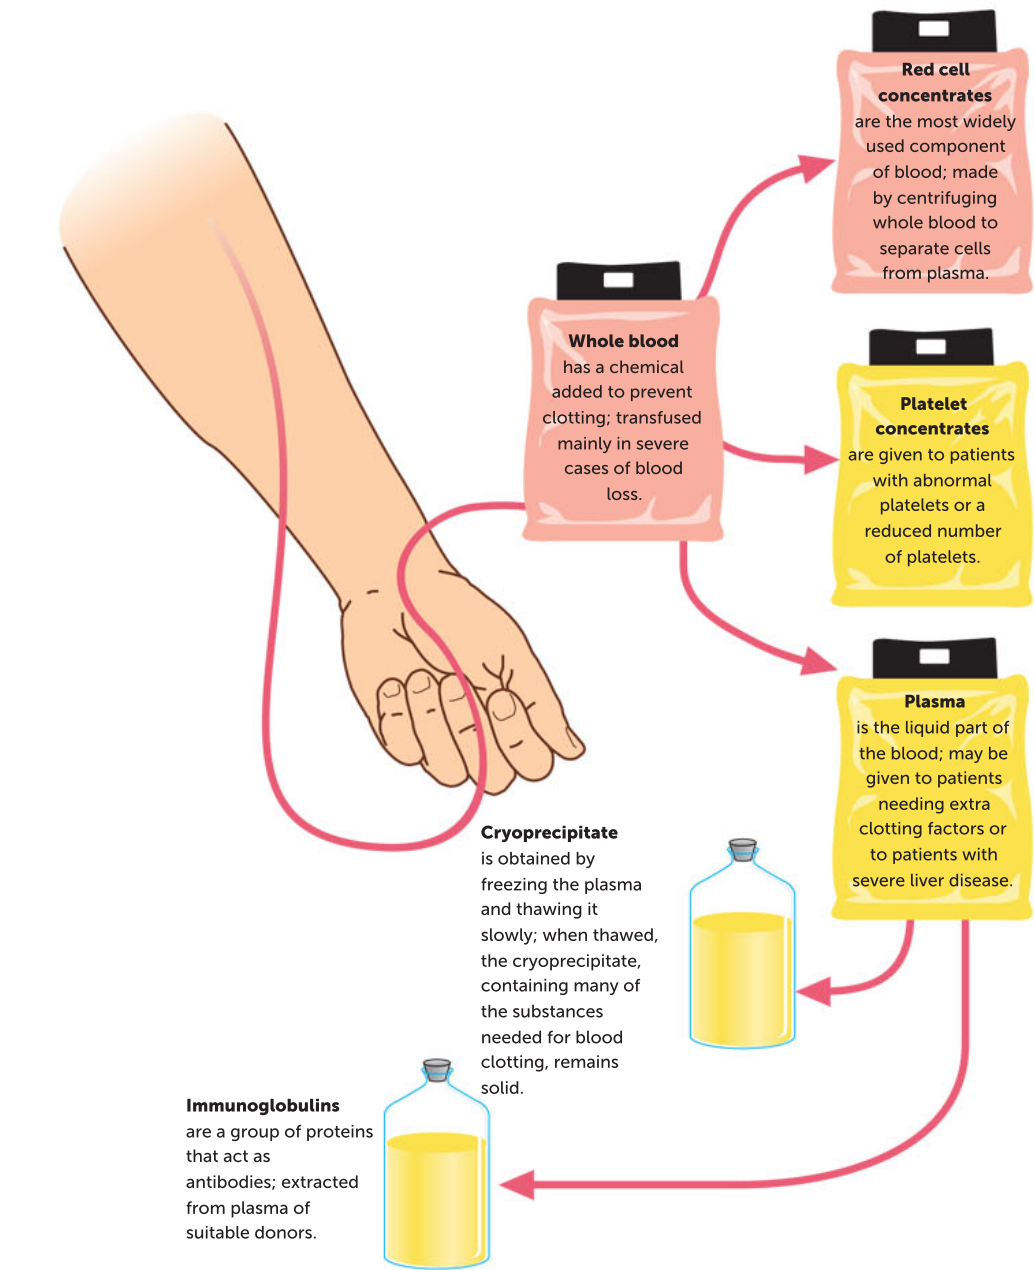 Red cell
concentrates
are the most widely
used component
of blood; made
by centrifuging
whole blood to
separate cells
from plasma.
Whole blood
has a chemical
added to prevent
clotting; transfused
mainly in severe
cases of blood
loss.
Platelet
concentrates
are given to patients
with abnormal
platelets or a
reduced number
of platelets.
Plasma
is the liquid part of
the blood; may be
given to patients
needing extra
clotting factors or
to patients with
severe liver disease.
Cryoprecipitate
is obtained by
freezing the plasma
and thawing it
slowly; when thawed,
the cryoprecipitate,
containing many of
the substances
needed for blood
clotting, remains
solid.
Immunoglobulins
are a group of proteins
that act as
antibodies; extracted
from plasma of
suitable donors.